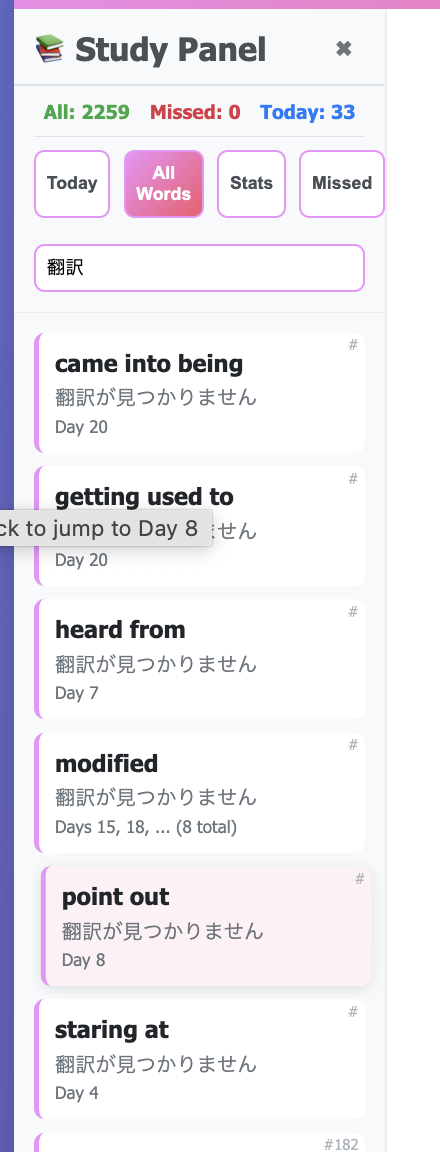 📚 Study Panel ✖
All: 2259 Missed: 0 Today: 33
Today All Words Stats Missed
翻訳
#
came into being
翻訳が見つかりません
Day 20
#
getting used to
ck to jump to Day 8 せん
Day 20
#
heard from
翻訳が見つかりません
Day 7
#
modified
翻訳が見つかりません
Days 15, 18, ... (8 total)
#
point out
翻訳が見つかりません
Day 8
#
staring at
翻訳が見つかりません
Day 4
#182